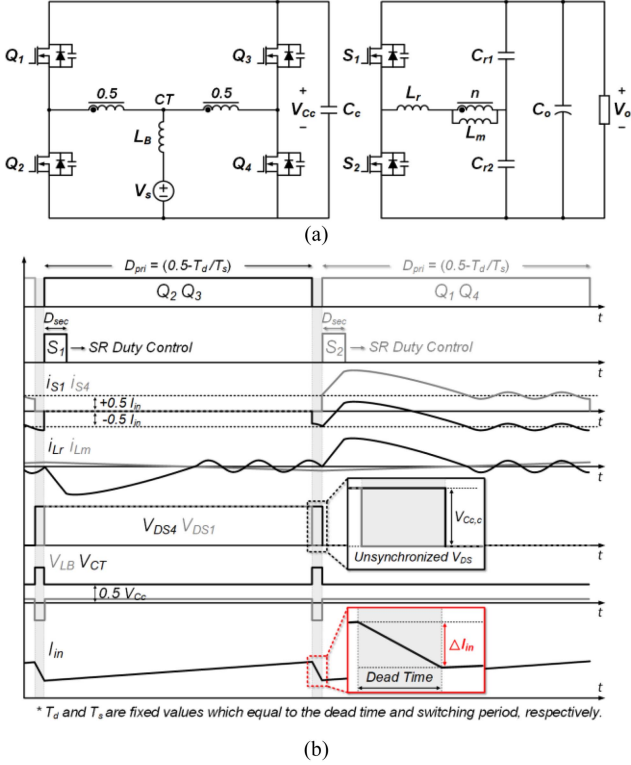 Q1 Q3 S1 Cr1
0.5 CT 0.5 Lr n
+ VCc − Cc Co + Vo −
LB Lm
Q2 Q4 S2 Cr2
Vs
(a)
(b)
Dpri = (0.5-Td/Ts) Dpri = (0.5-Td/Ts)
Q2 Q3 Q1 Q4
t
Dsec Dsec
S1 SR Duty Control S2 SR Duty Control
t
iS1 iS4
+0.5 Iin
t
-0.5 Iin
iLr iLm
t
VDS4 VDS1
VCc,c
Unsynchronized VDS
t
VLB VCT
0.5 VCc
t
Iin
△Iin
Dead Time
t
* Td and Ts are fixed values which equal to the dead time and switching period, respectively.
(b)